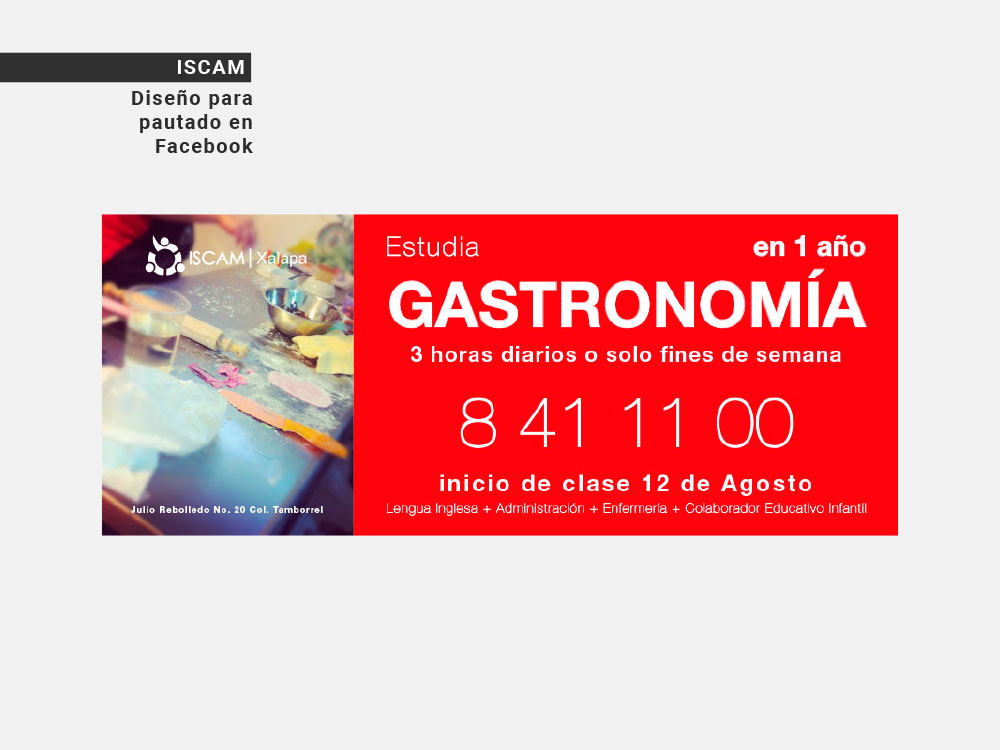 ISCAM
Diseño para
pautado en
Facebook
ISCAM | Xalapa
Julio Rebolledo No. 20 Col. Tamborrel
Estudia en 1 año
GASTRONOMÍA
3 horas diarios o solo fines de semana
8 41 11 00
inicio de clase 12 de Agosto
Lengua Inglesa + Administración + Enfermería + Colaborador Educativo Infantil